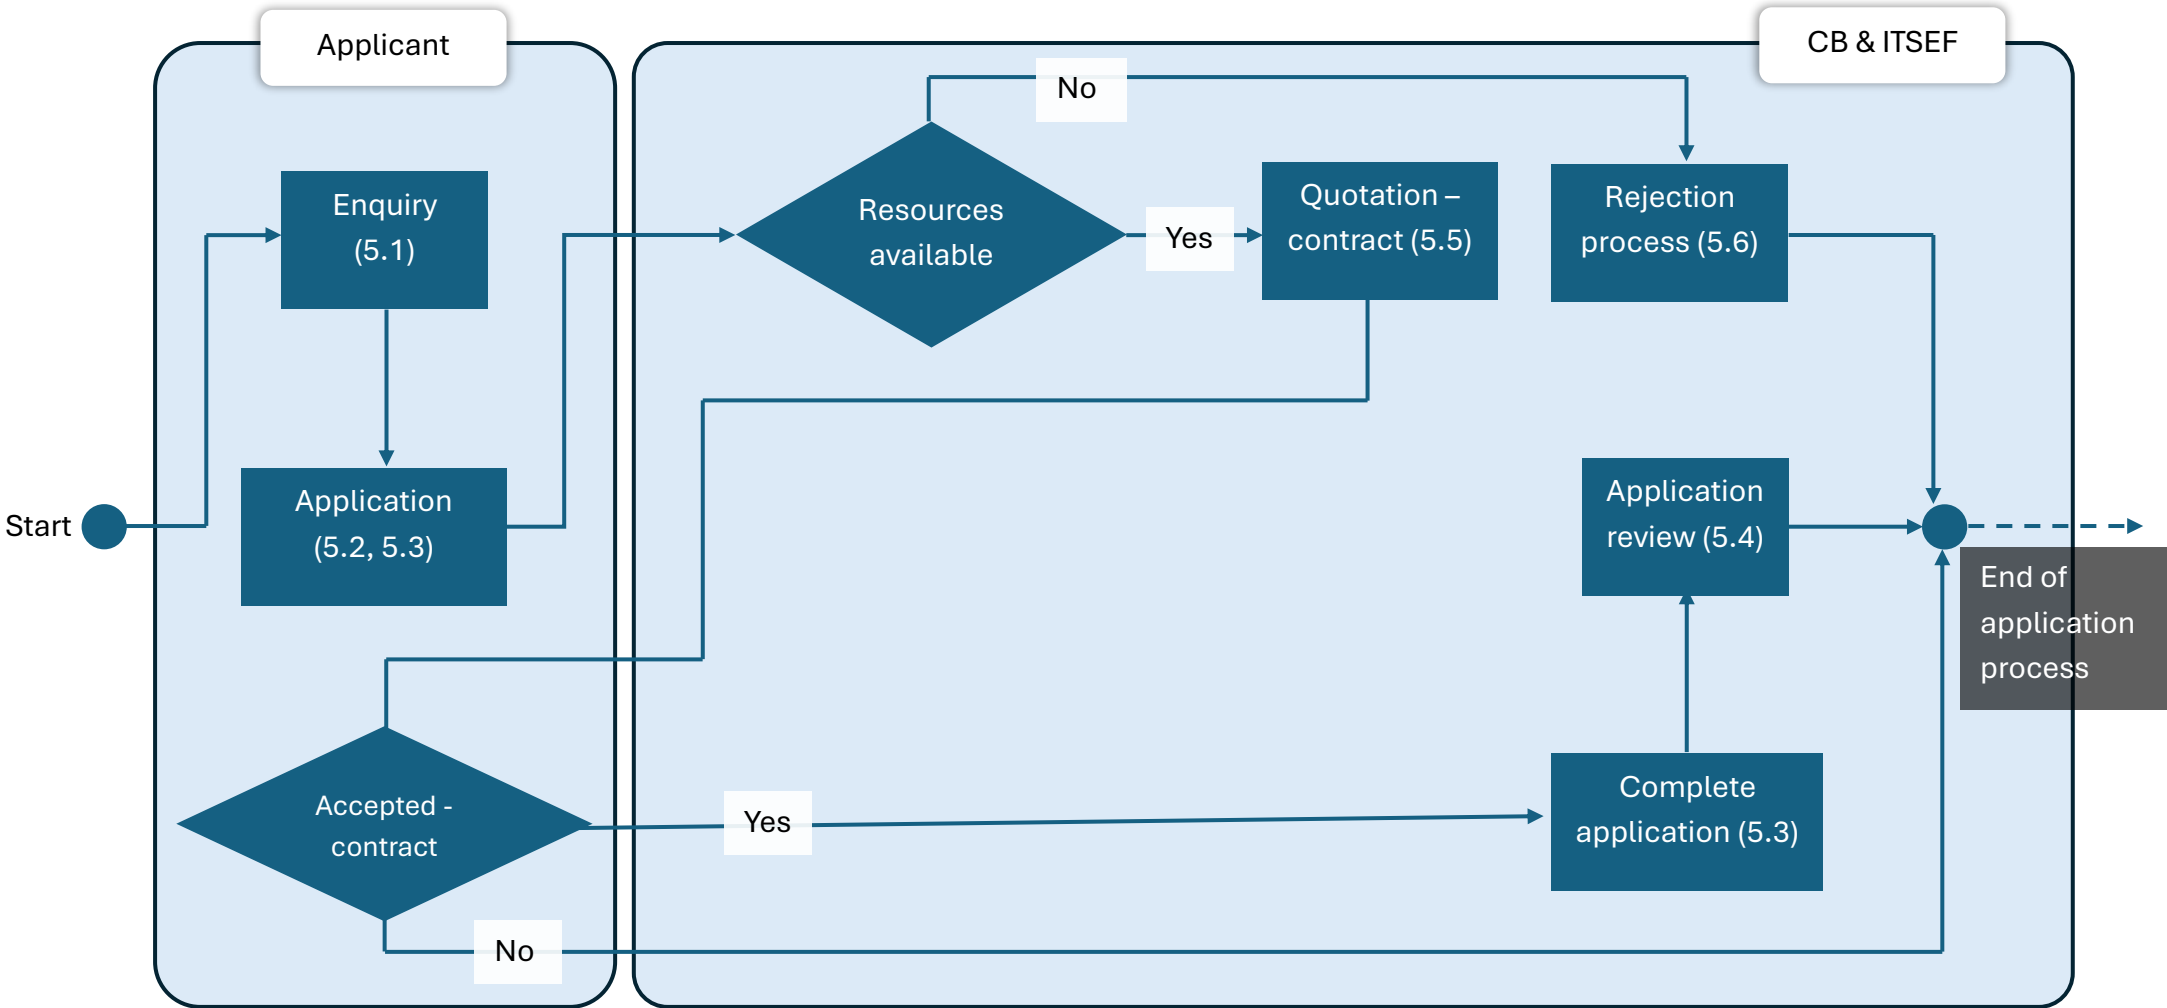 Applicant
CB & ITSEF
No
Enquiry
(5.1)
Resources
available
Yes
Quotation –
contract (5.5)
Rejection
process (5.6)
Start
Application
(5.2, 5.3)
Application
review (5.4)
End of
application
process
Accepted -
contract
Yes
Complete
application (5.3)
No